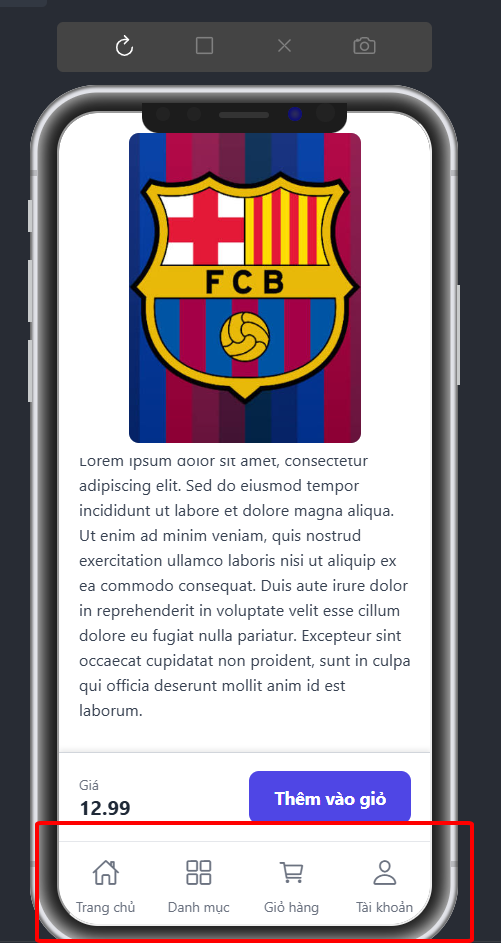 FCB
Lorem ipsum dolor sit amet, consectetur
adipiscing elit. Sed do eiusmod tempor
incididunt ut labore et dolore magna aliqua.
Ut enim ad minim veniam, quis nostrud
exercitation ullamco laboris nisi ut aliquip ex
ea commodo consequat. Duis aute irure dolor
in reprehenderit in voluptate velit esse cillum
dolore eu fugiat nulla pariatur. Excepteur sint
occaecat cupidatat non proident, sunt in culpa
qui officia deserunt mollit anim id est
laborum.
Giá
12.99
Thêm vào giỏ
Trang chủ
Danh mục
Giỏ hàng
Tài khoản